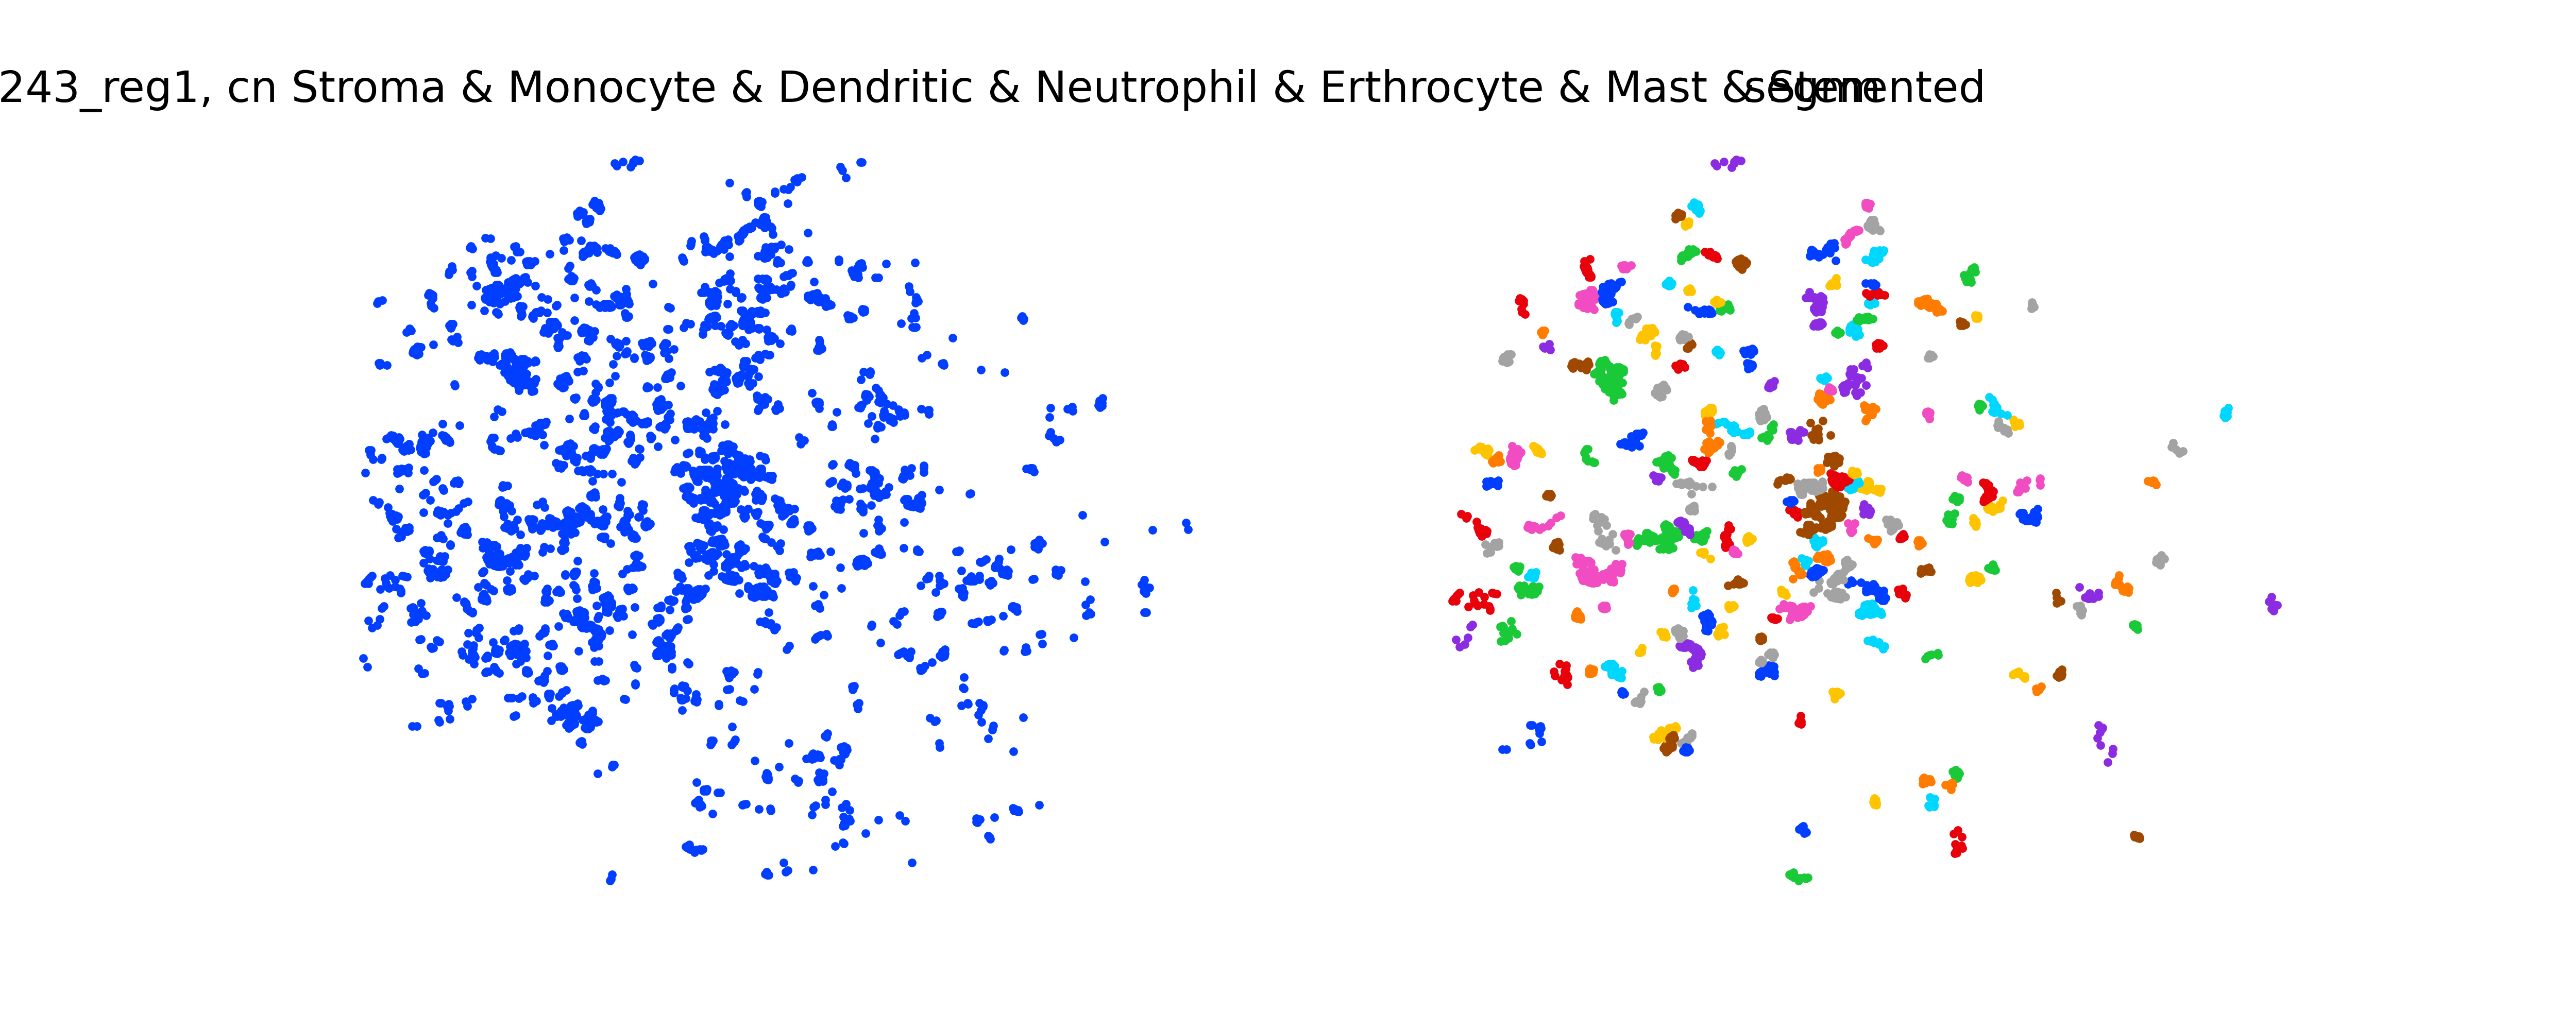 243_reg1, cn Stroma & Monocyte & Dendritic & Neutrophil & Erthrocyte & Mast & Stem
segmented